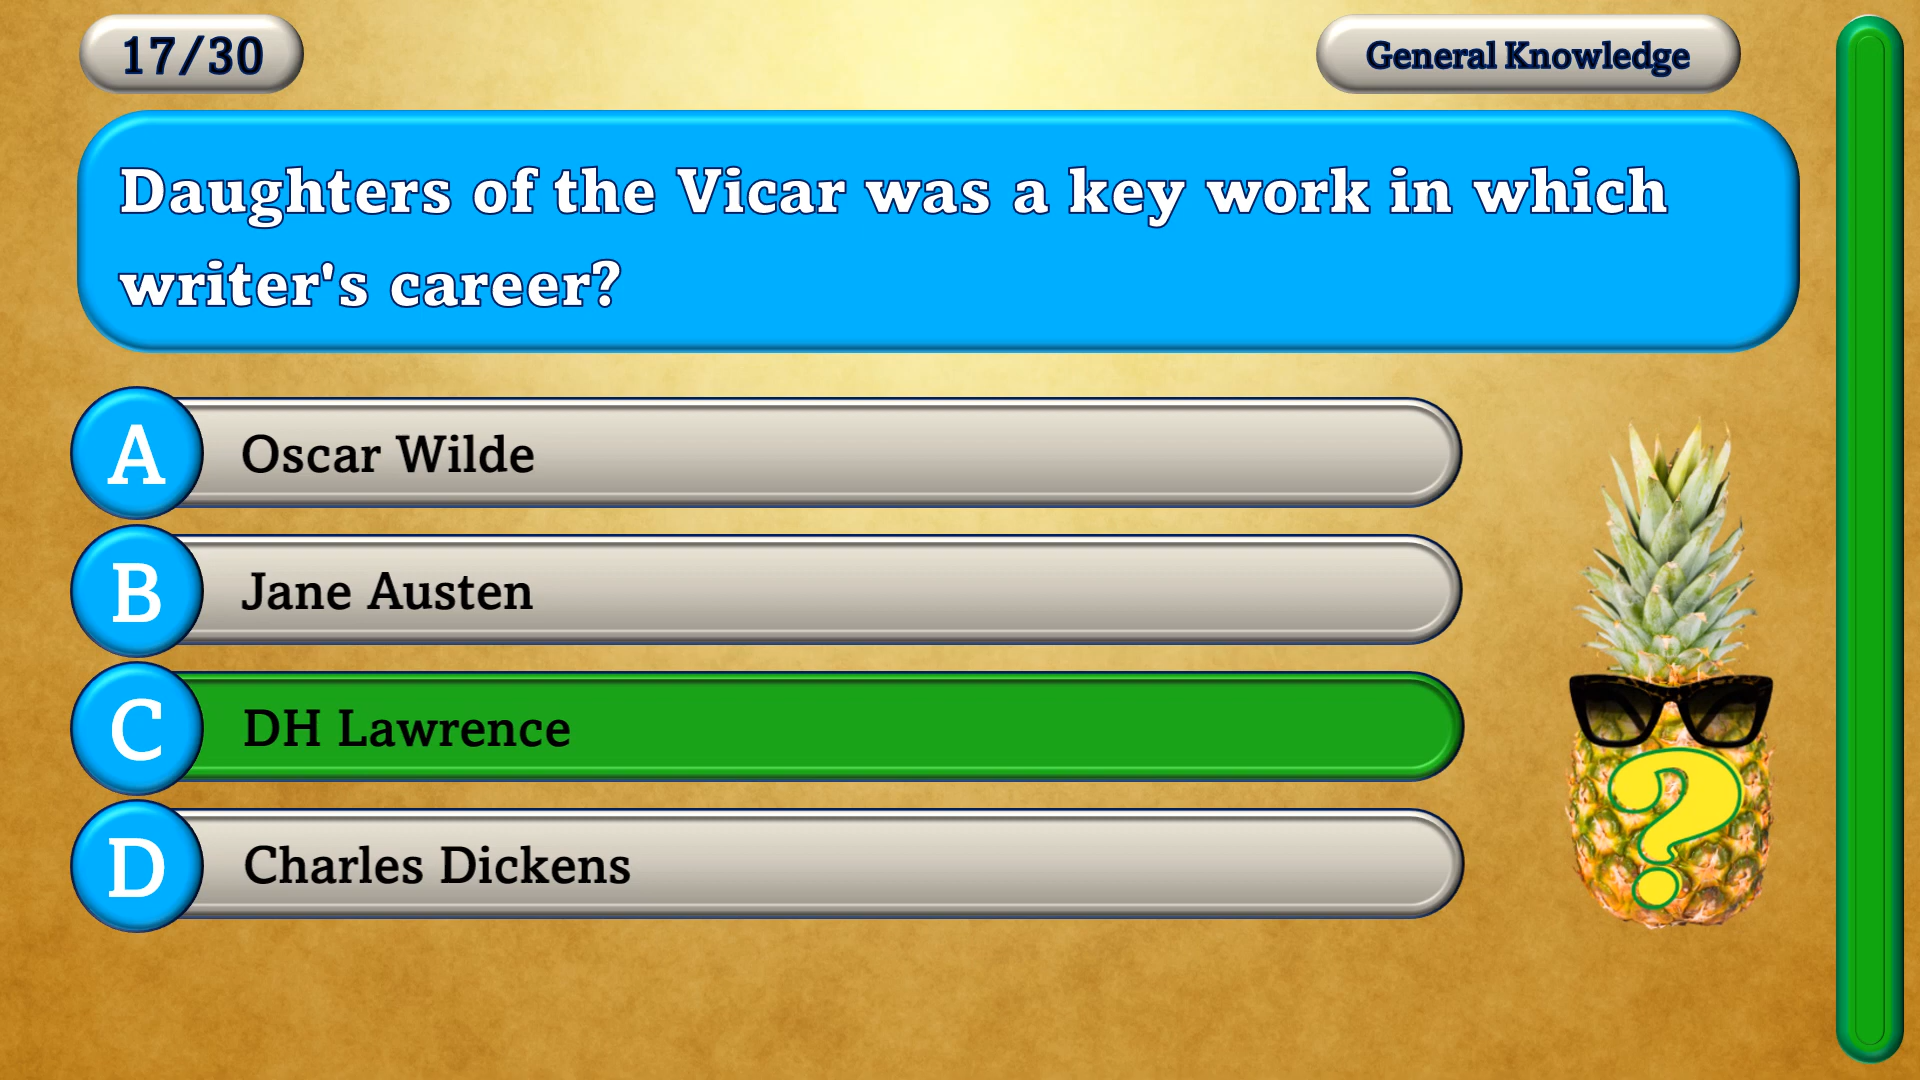 17/30
General Knowledge
Daughters of the Vicar was a key work in which
writer's career?
A Oscar Wilde
B Jane Austen
C DH Lawrence
D Charles Dickens
?